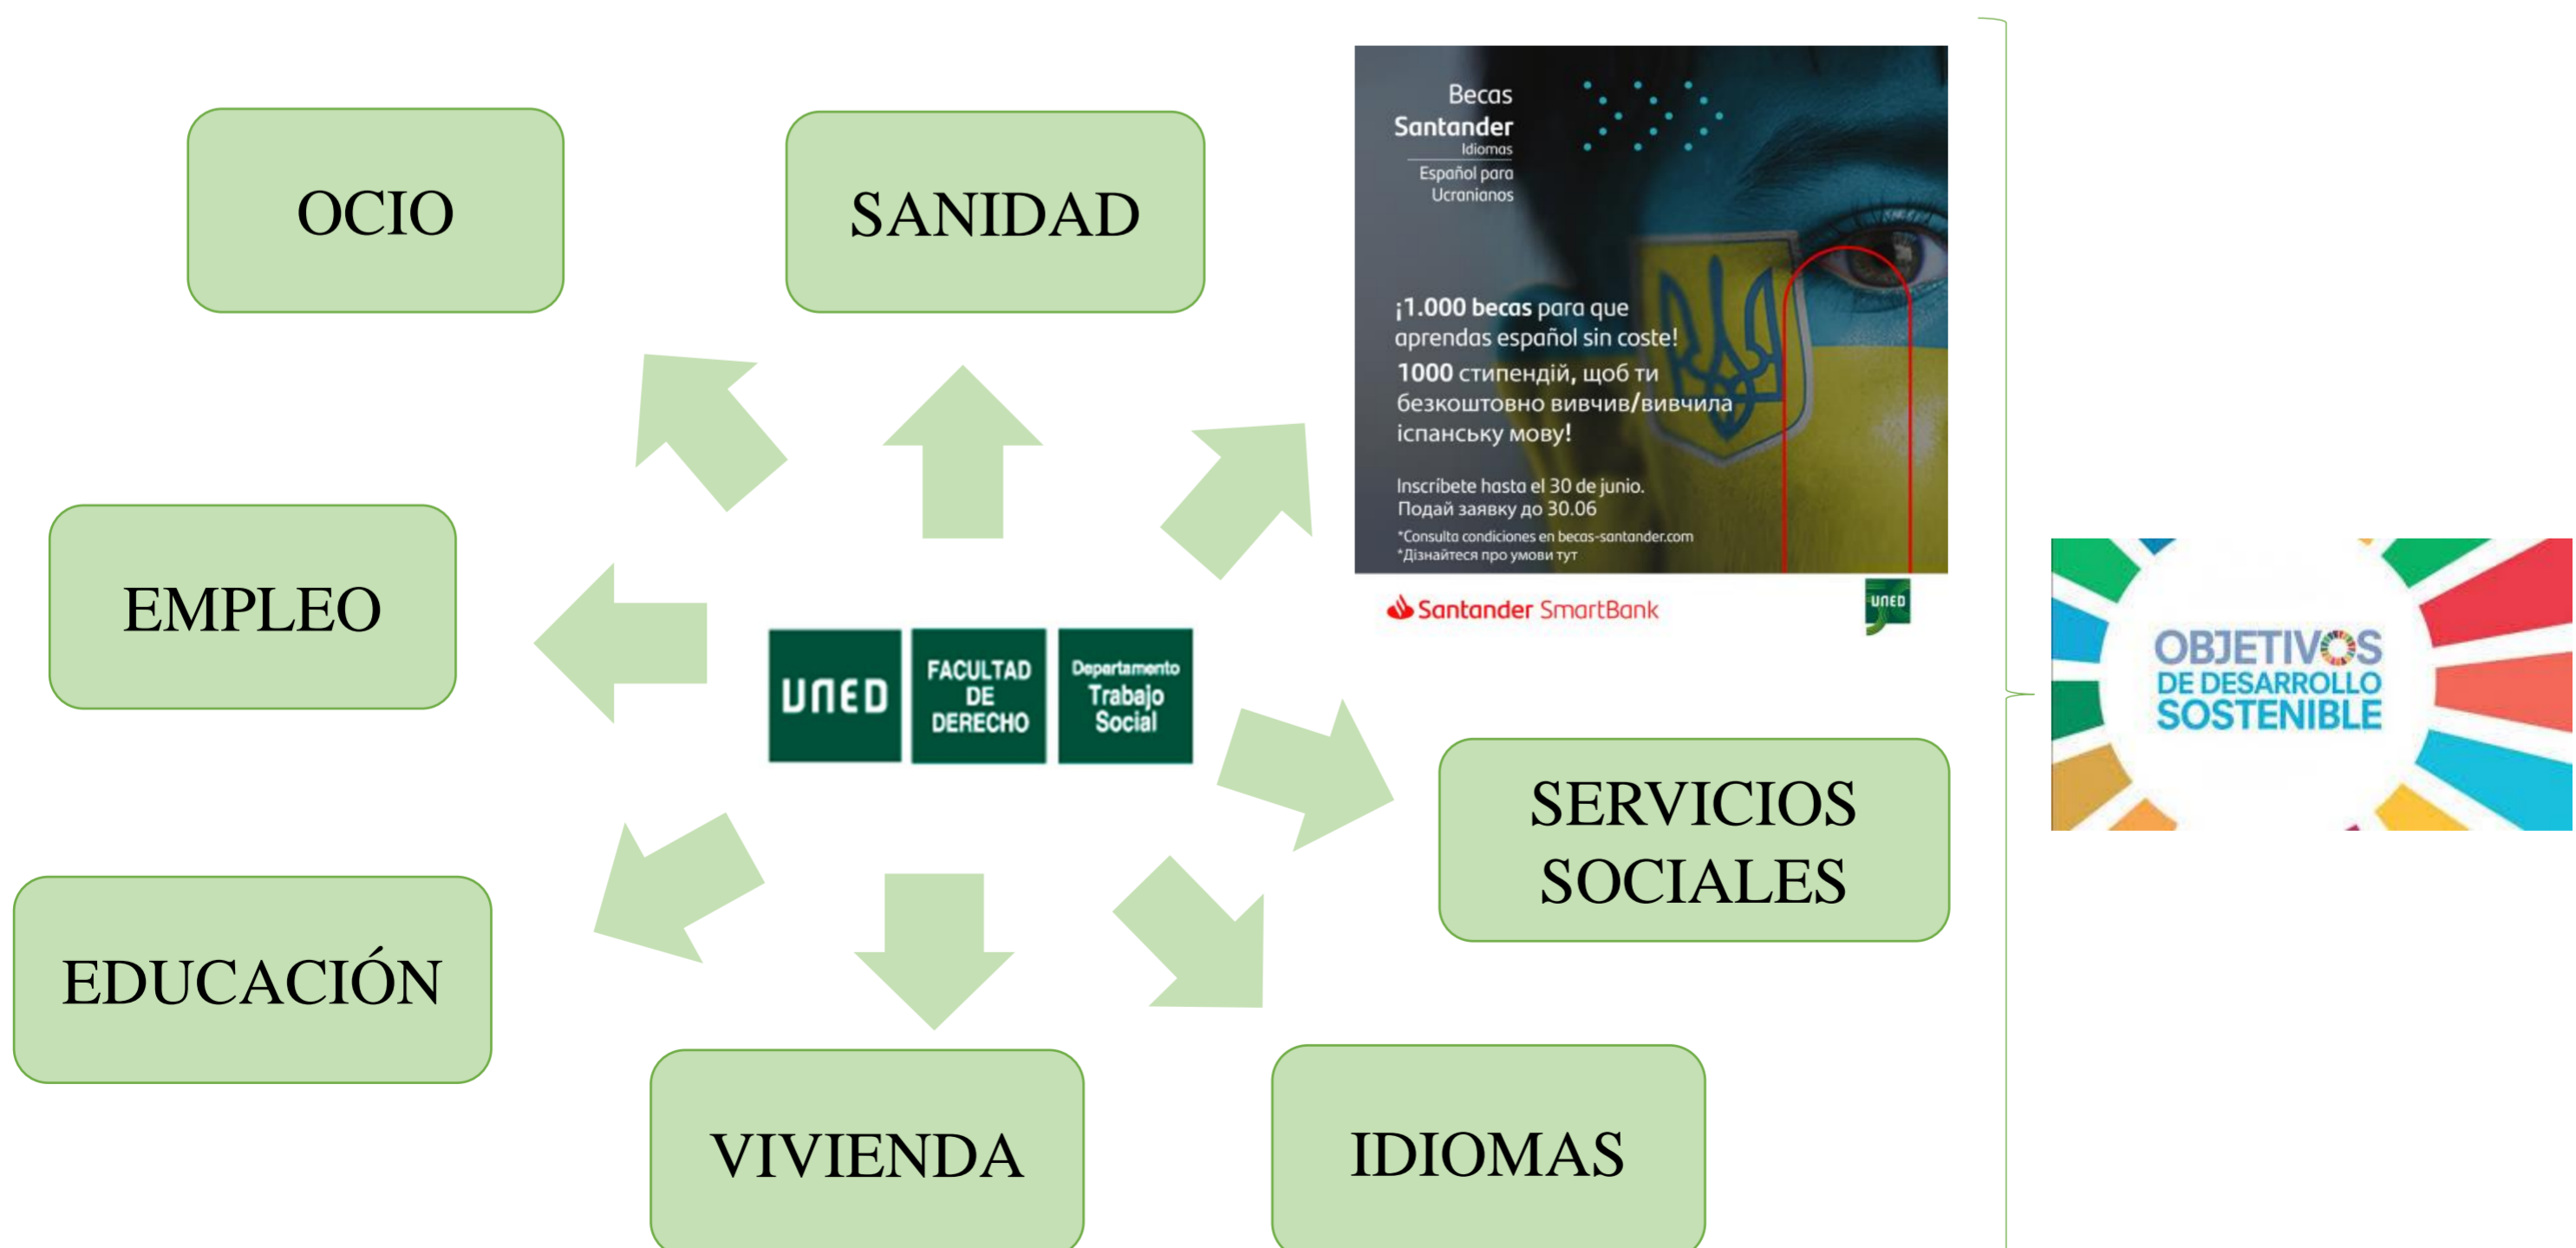 OCIO
SANIDAD
Becas
Santander
Idiomas
Español para
Ucranianos
¡1.000 becas para que
aprendas español sin coste!
1000 стипендій, щоб ти
безкоштовно вивчив/вивчила
іспанську мову!
Inscríbete hasta el 30 de junio.
Подай заявку до 30.06
*Consulta condiciones en becas-santander.com
*Дізнайтеся про умови тут
Santander SmartBank
UNED
EMPLEO
UNED
FACULTAD
DE
DERECHO
Departamento
Trabajo
Social
OBJETIVOS
DE DESARROLLO
SOSTENIBLE
SERVICIOS
SOCIALES
EDUCACIÓN
VIVIENDA
IDIOMAS